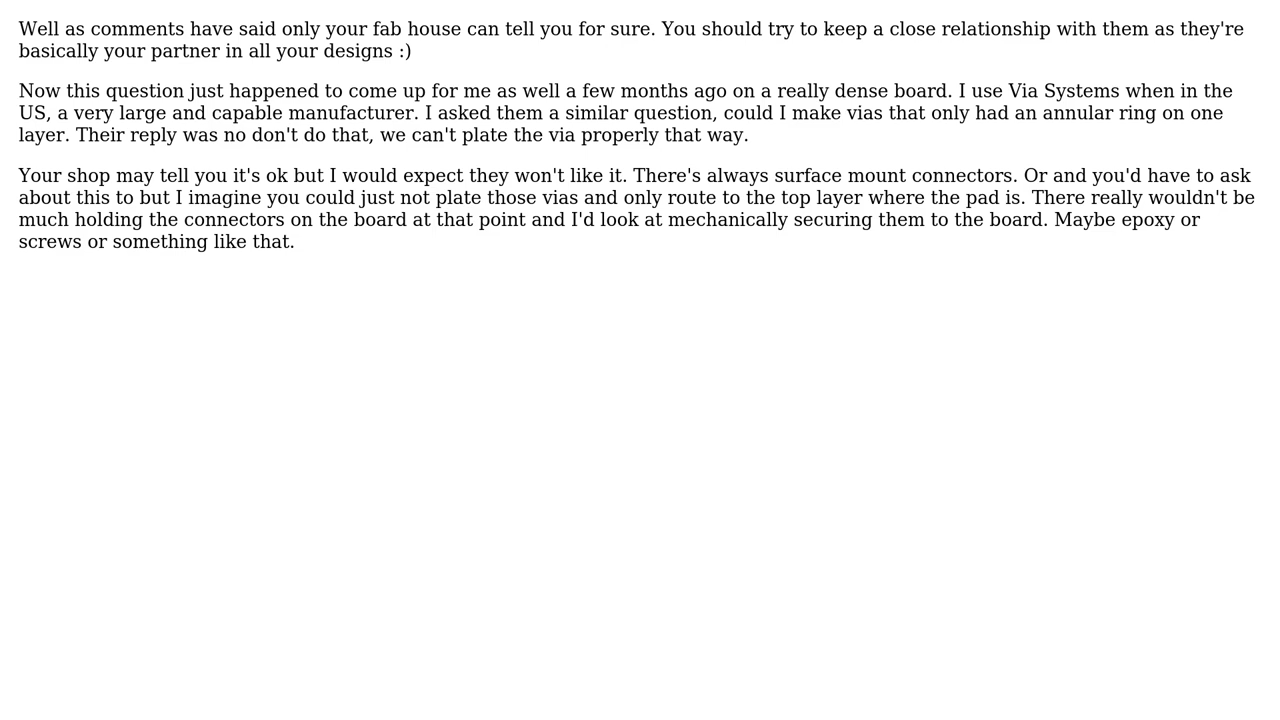 Well as comments have said only your fab house can tell you for sure. You should try to keep a close relationship with them as they're
basically your partner in all your designs :)
Now this question just happened to come up for me as well a few months ago on a really dense board. I use Via Systems when in the
US, a very large and capable manufacturer. I asked them a similar question, could I make vias that only had an annular ring on one
layer. Their reply was no don't do that, we can't plate the via properly that way.
Your shop may tell you it's ok but I would expect they won't like it. There's always surface mount connectors. Or and you'd have to ask
about this to but I imagine you could just not plate those vias and only route to the top layer where the pad is. There really wouldn't be
much holding the connectors on the board at that point and I'd look at mechanically securing them to the board. Maybe epoxy or
screws or something like that.